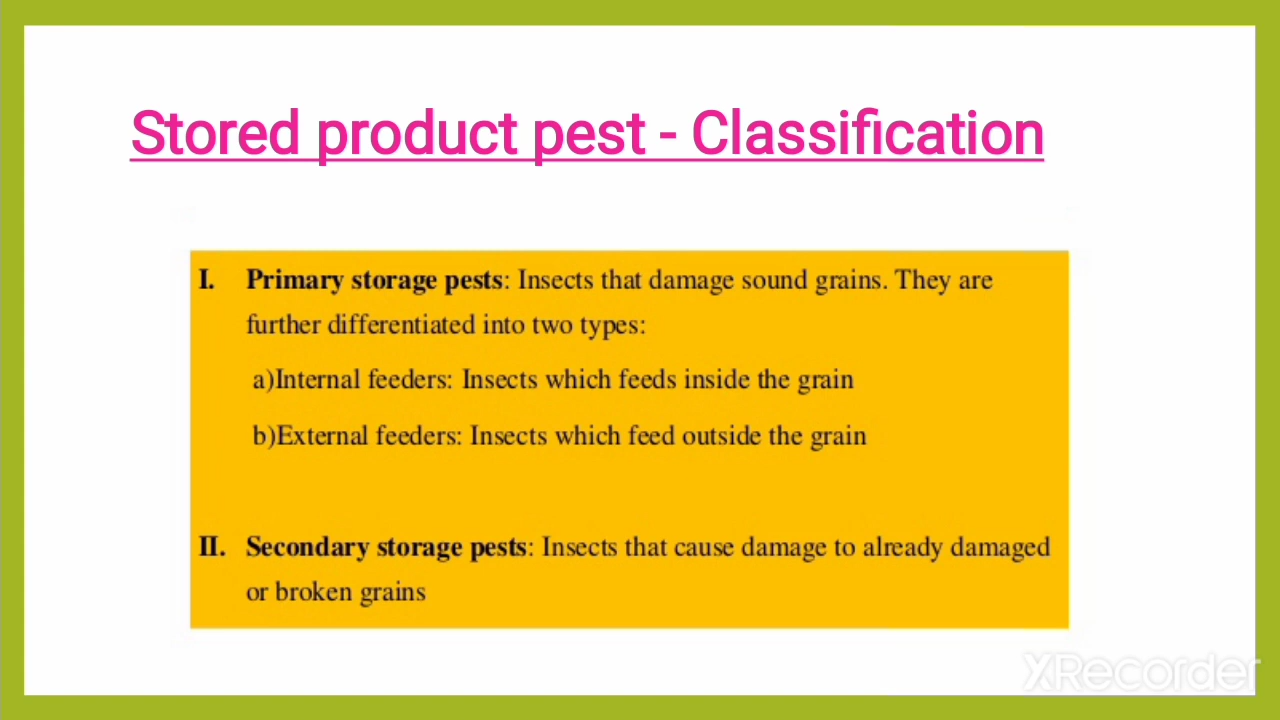 Stored product pest - Classification
I. Primary storage pests: Insects that damage sound grains. They are
further differentiated into two types:
a)Internal feeders: Insects which feeds inside the grain
b)External feeders: Insects which feed outside the grain
II. Secondary storage pests: Insects that cause damage to already damaged
or broken grains
XRecorder